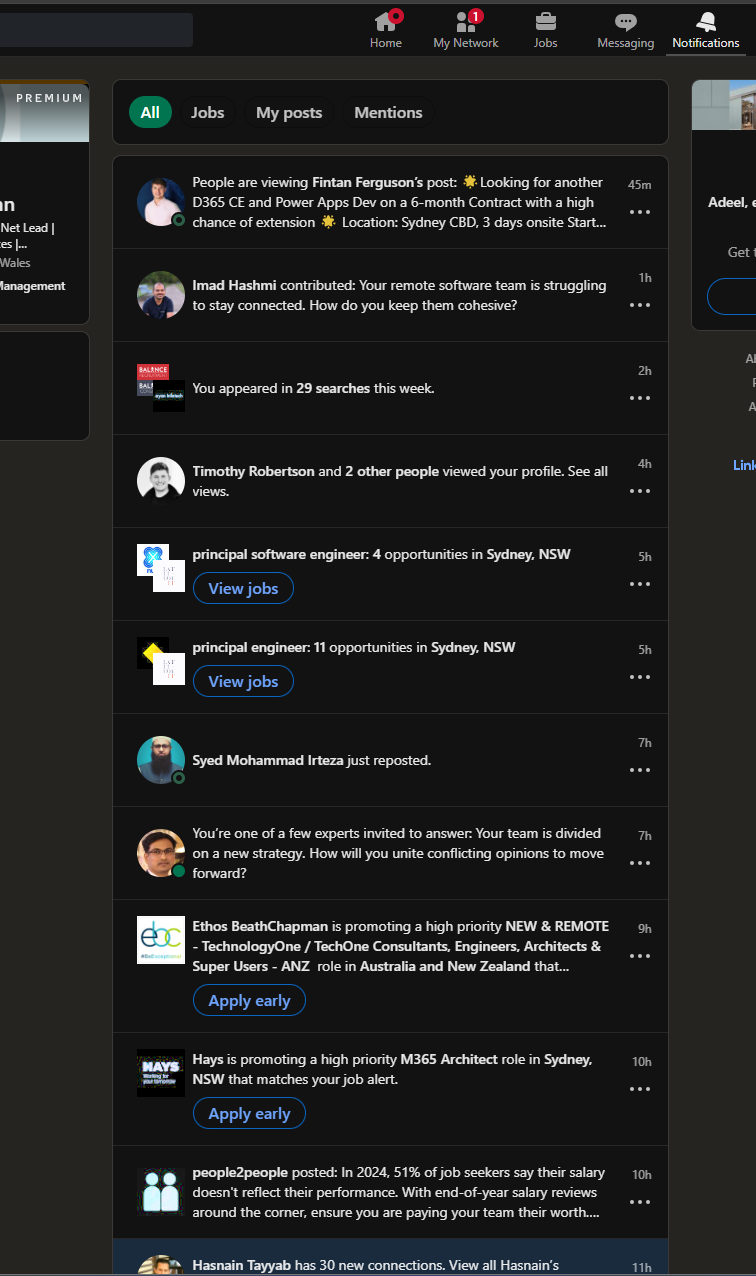 Home
My Network
1
Jobs
Messaging
Notifications
PREMIUM
Net Lead |
Wales
Management
All
Jobs
My posts
Mentions
People are viewing Fintan Ferguson’s post: 🌟Looking for another
D365 CE and Power Apps Dev on a 6-month Contract with a high
chance of extension 🌟 Location: Sydney CBD, 3 days onsite Start...
45m
Imad Hashmi contributed: Your remote software team is struggling
to stay connected. How do you keep them cohesive?
1h
BALANCE
You appeared in 29 searches this week.
2h
Timothy Robertson and 2 other people viewed your profile. See all
views.
4h
principal software engineer: 4 opportunities in Sydney, NSW
View jobs
5h
principal engineer: 11 opportunities in Sydney, NSW
View jobs
5h
Syed Mohammad Irteza just reposted.
7h
You’re one of a few experts invited to answer: Your team is divided
on a new strategy. How will you unite conflicting opinions to move
forward?
7h
ebc
#BeExceptional
Ethos BeathChapman is promoting a high priority NEW & REMOTE
- TechnologyOne / TechOne Consultants, Engineers, Architects &
Super Users - ANZ role in Australia and New Zealand that...
Apply early
9h
HAYS
Working for
your tomorrow
Hays is promoting a high priority M365 Architect role in Sydney,
NSW that matches your job alert.
Apply early
10h
people2people posted: In 2024, 51% of job seekers say their salary
doesn't reflect their performance. With end-of-year salary reviews
around the corner, ensure you are paying your team their worth....
10h
Hasnain Tayyab has 30 new connections. View all Hasnain’s
11h
Adeel,
Get